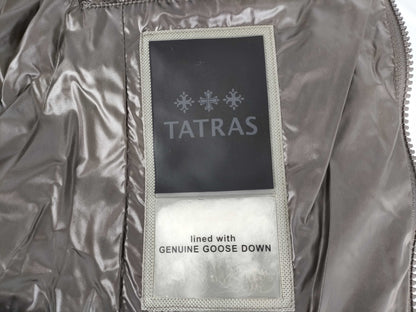 TATRAS
lined with
GENUINE GOOSE DOWN